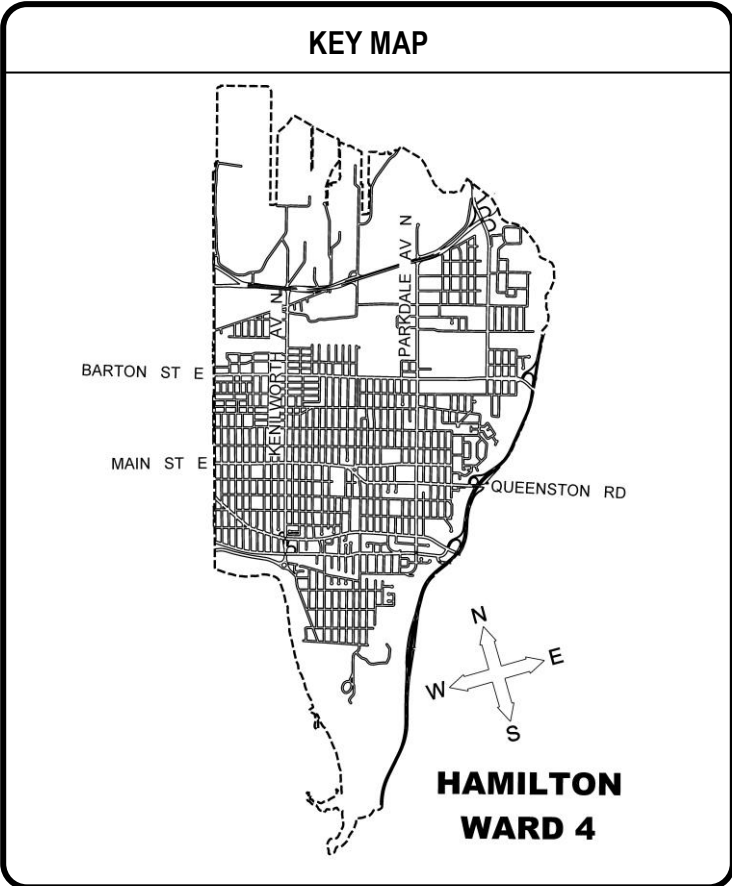 KEY MAP
PARKDALE AV N
KENILWORTH AV N
BARTON ST E
MAIN ST E
QUEENSTON RD
N
E
W
S
HAMILTON
WARD 4